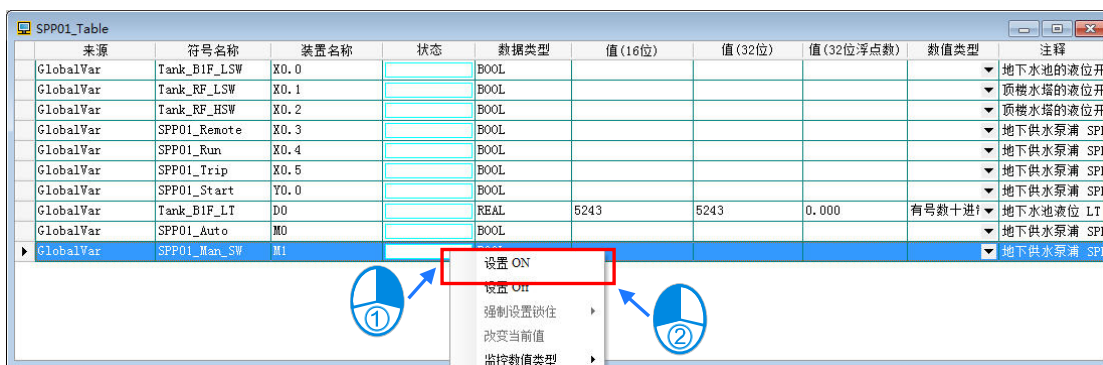 SPP01_Table
来源 符号名称 装置名称 状态 数据类型 值(16位) 值(32位) 值(32位浮点数) 数值类型 注释
GlobalVar Tank_B1F_LSW X0.0 BOOL 地下水池的液位开
GlobalVar Tank_RF_LSW X0.1 BOOL 顶楼水塔的液位开
GlobalVar Tank_RF_HSW X0.2 BOOL 顶楼水塔的液位开
GlobalVar SPP01_Remote X0.3 BOOL 地下供水泵浦 SPI
GlobalVar SPP01_Run X0.4 BOOL 地下供水泵浦 SPI
GlobalVar SPP01_Trip X0.5 BOOL 地下供水泵浦 SPI
GlobalVar SPP01_Start Y0.0 BOOL 地下供水泵浦 SPI
GlobalVar Tank_B1F_LT D0 REAL 5243 5243 0.000 有号数十进 地下水池液位 LT
GlobalVar SPP01_Auto M0 BOOL 地下供水泵浦 SPI
GlobalVar SPP01_Man_SW M1 地下供水泵浦 SPI
设置 ON
设置 Off
强制设置锁住
改变当前值
监控数值类型
①
②